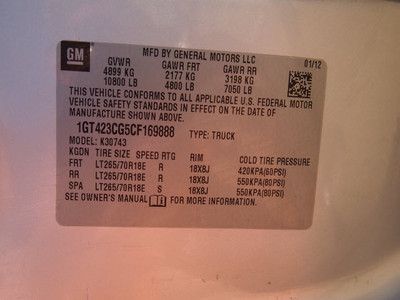 GM
MFD BY GENERAL MOTORS LLC
01/12
GVWR GAWR FRT GAWR RR
4899 KG 2177 KG 3198 KG
10800 LB 4800 LB 7050 LB
THIS VEHICLE CONFORMS TO ALL APPLICABLE U.S. FEDERAL MOTOR
VEHICLE SAFETY STANDARDS IN EFFECT ON THE DATE OF
MANUFACTURE SHOWN ABOVE.
1GT423CG5CF169888 TYPE: TRUCK
MODEL: K30743
KGDN TIRE SIZE SPEED RTG RIM COLD TIRE PRESSURE
FRT LT265/70R18E R 18X8J 420KPA(60PSI)
RR LT265/70R18E R 18X8J 550KPA(80PSI)
SPA LT265/70R18E S 18X8J 550KPA(80PSI)
SEE OWNER'S MANUAL FOR MORE INFORMATION.